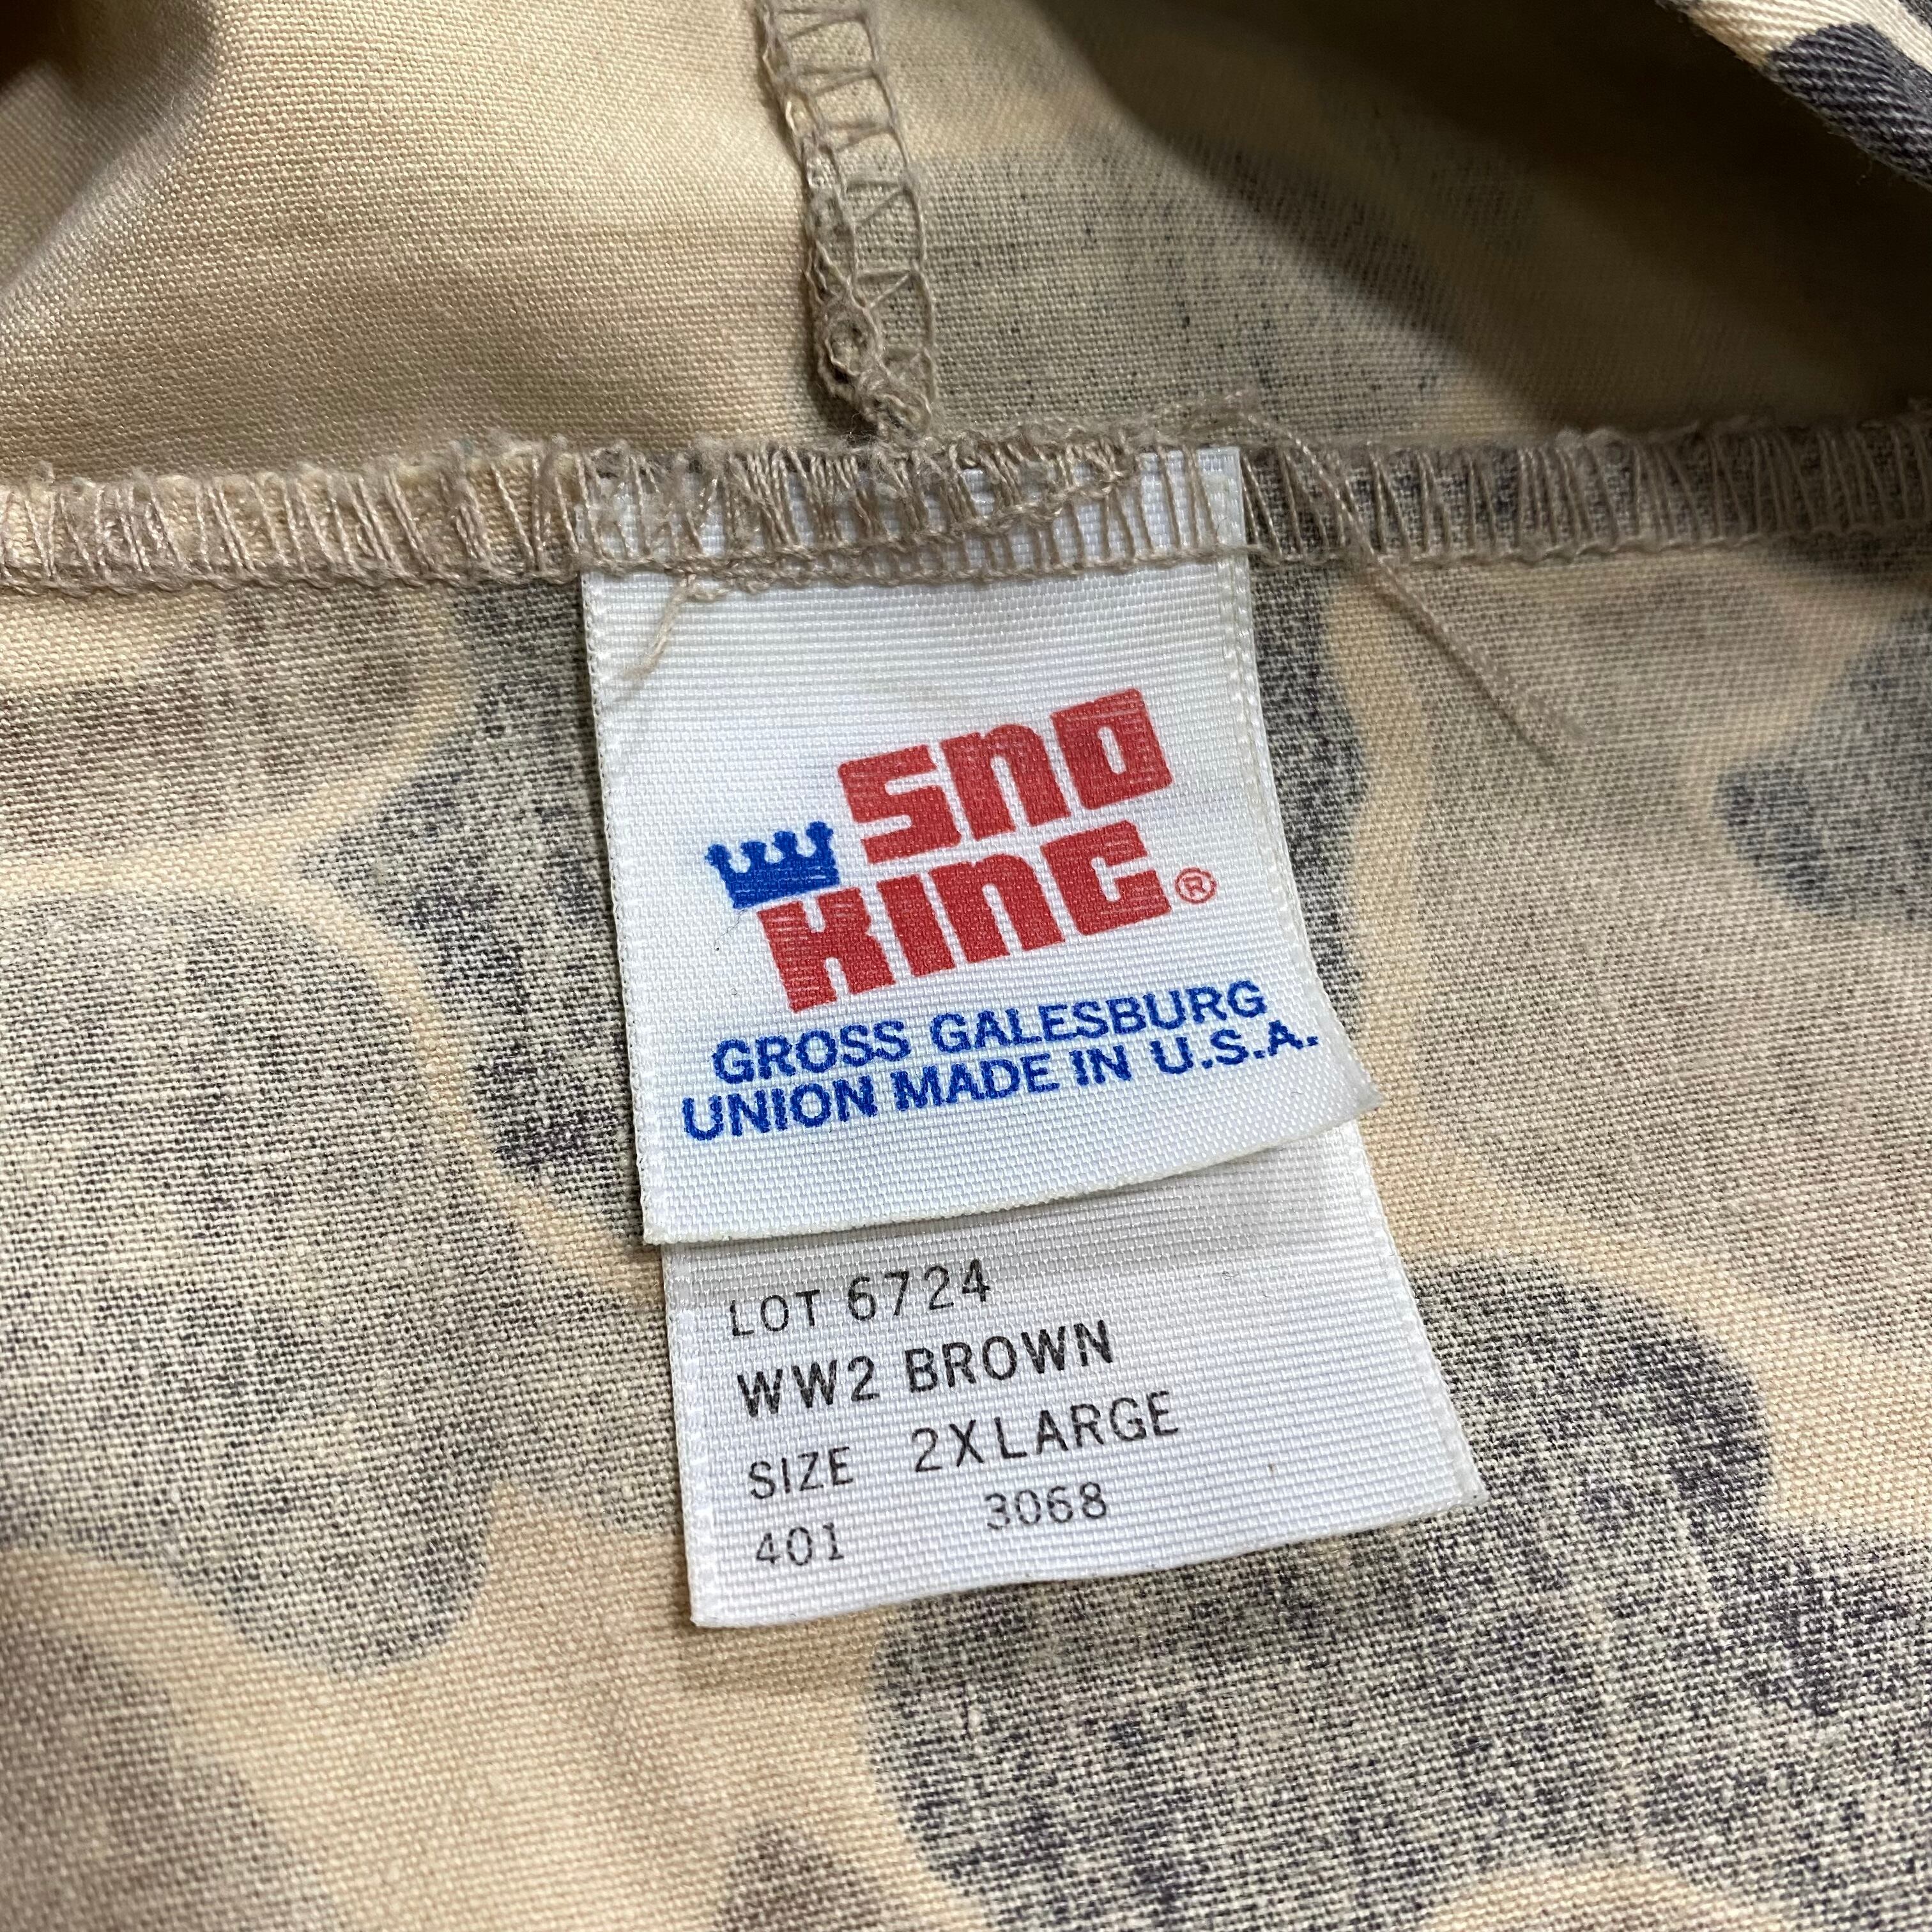 SNO
KING®
GROSS GALESBURG
UNION MADE IN U.S.A.
LOT 6724
WW2 BROWN
SIZE 2XLARGE
401 3068